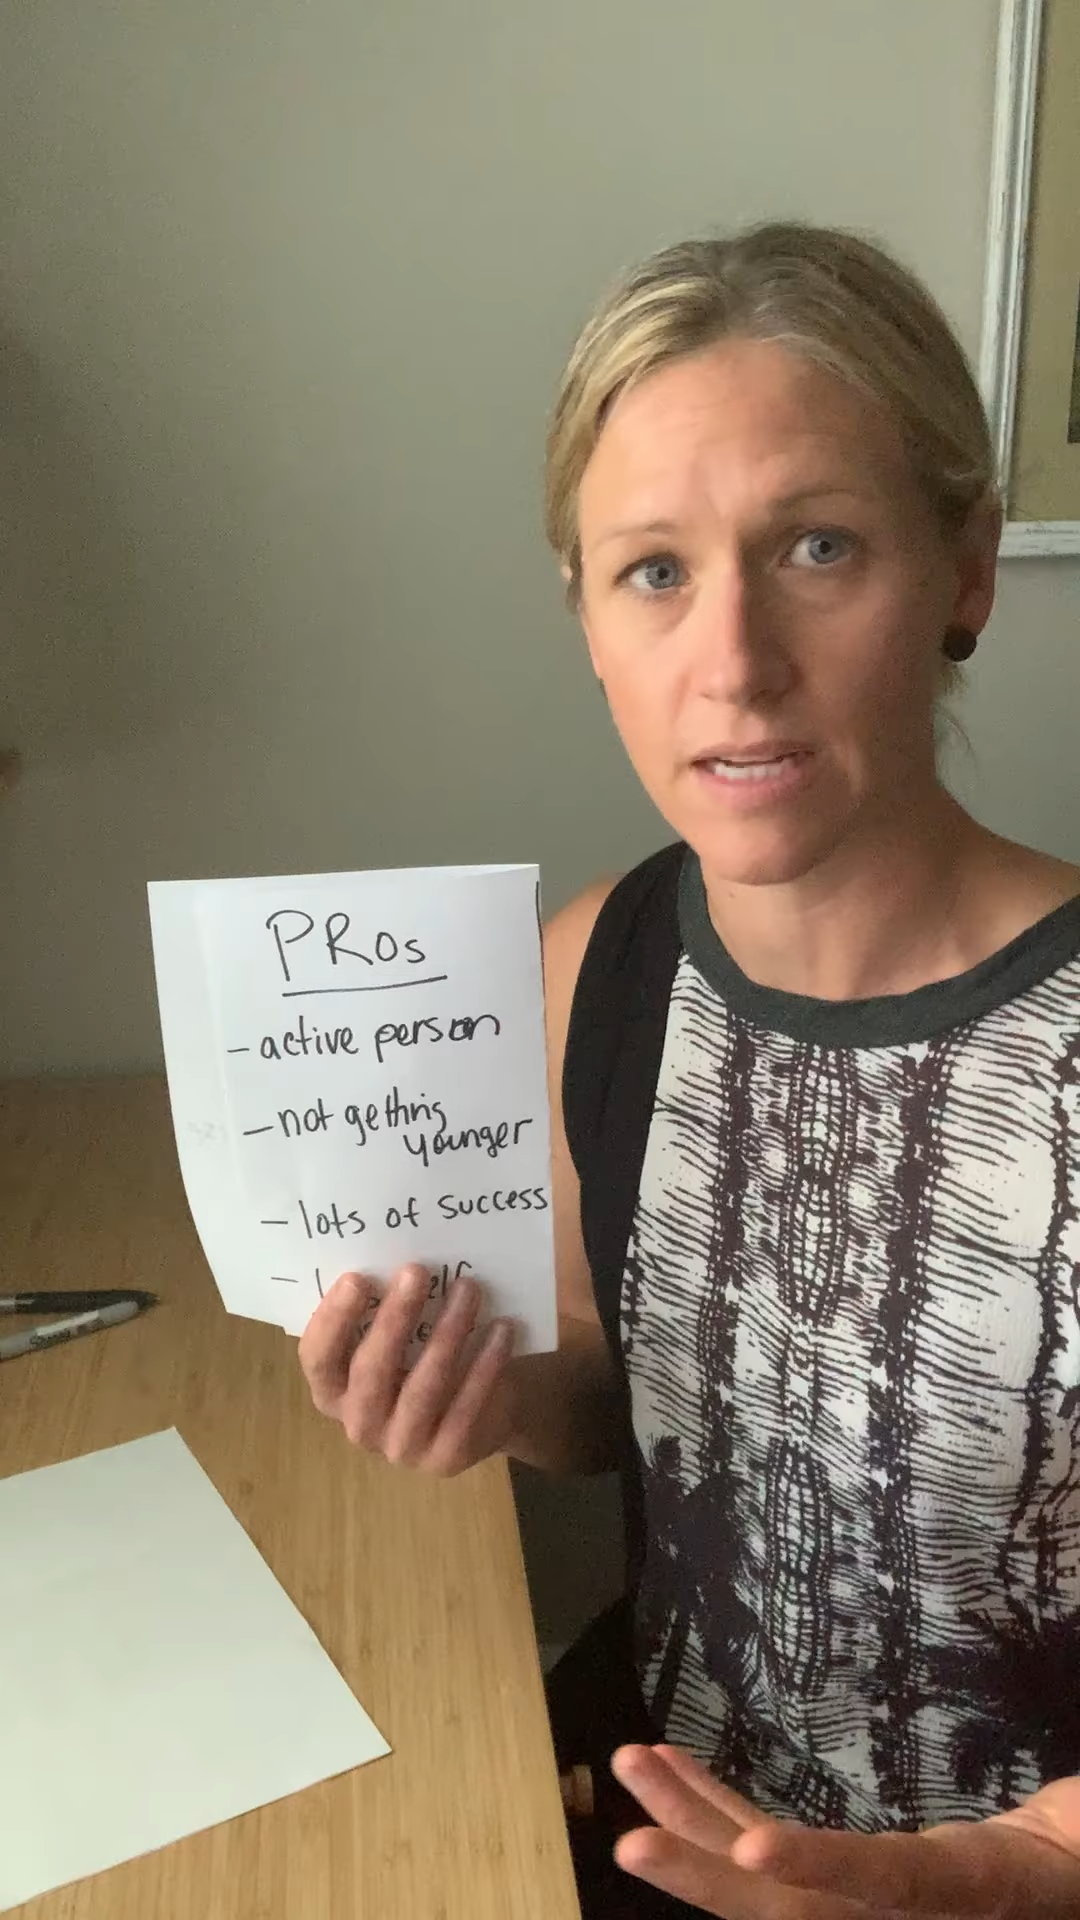 PROs
- active person
- not getting
younger
- lots of success
-